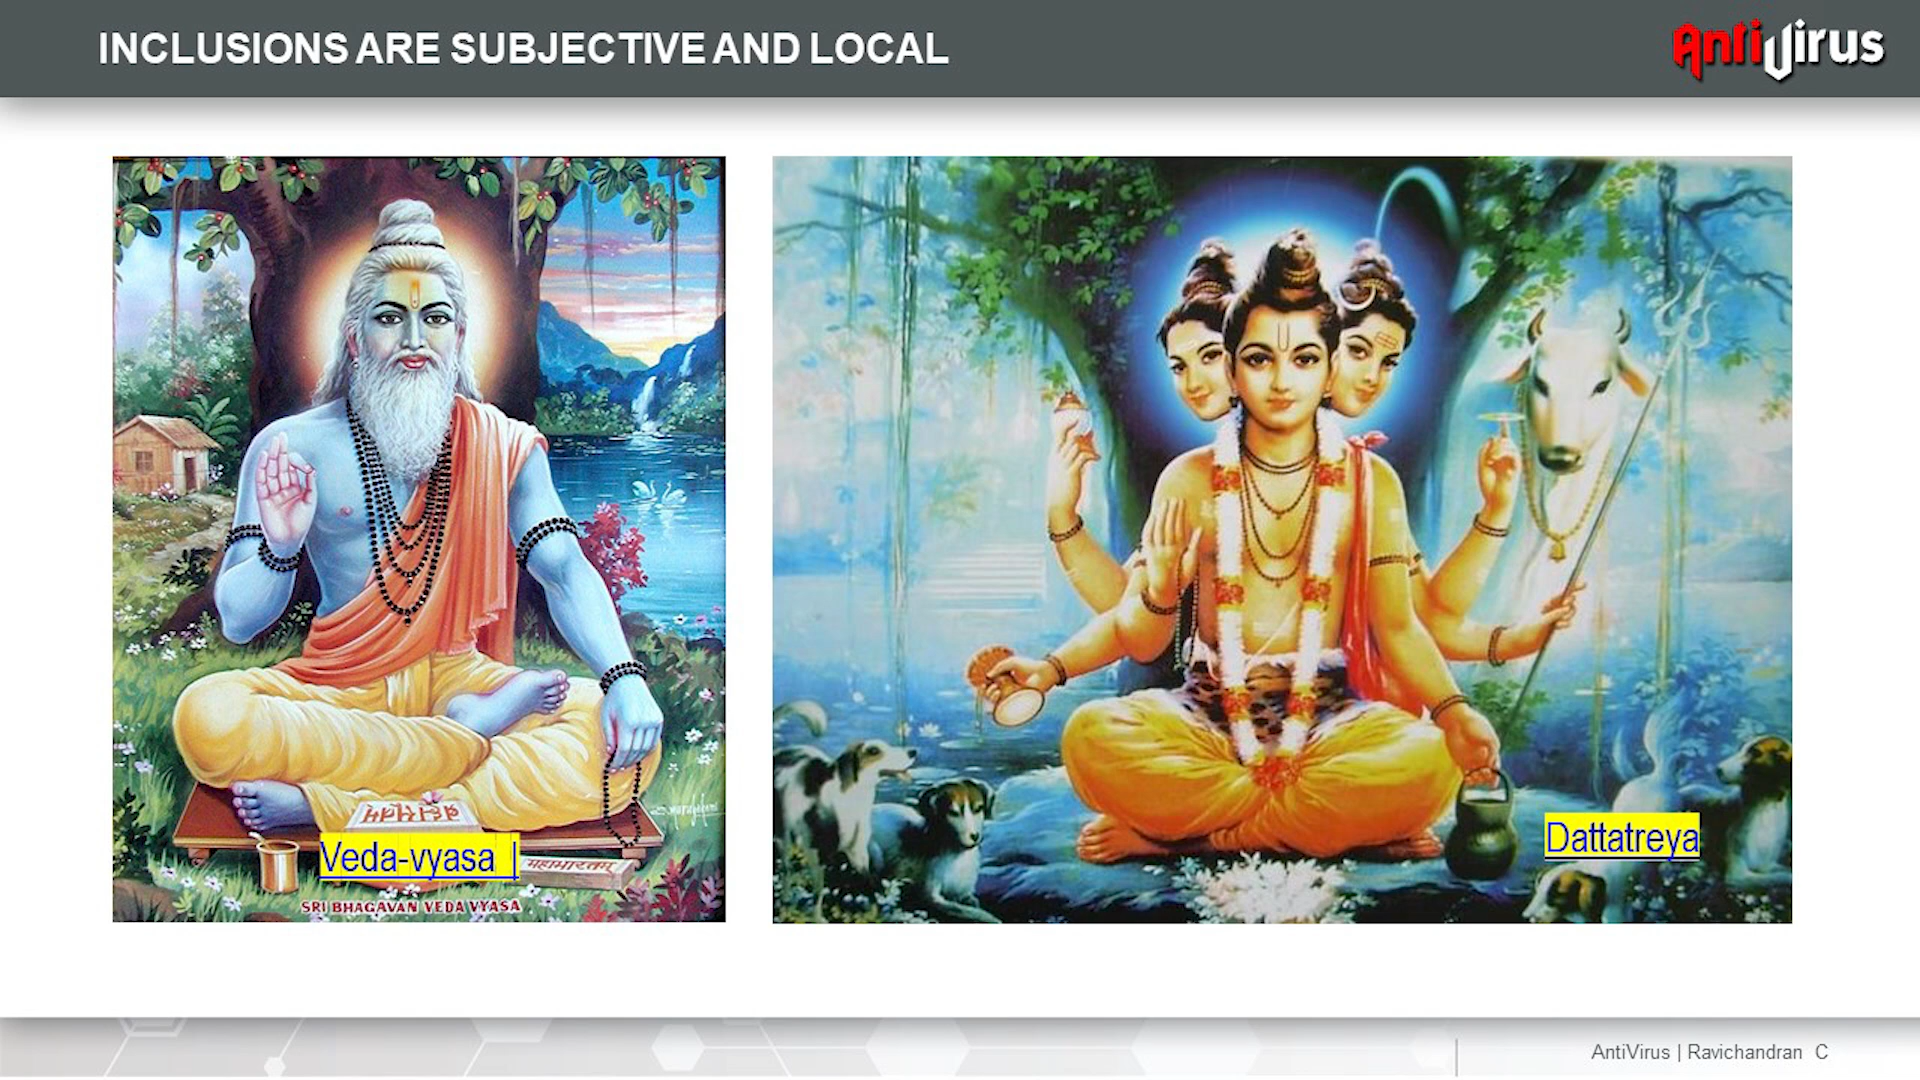 INCLUSIONS ARE SUBJECTIVE AND LOCAL
AntiVirus
Veda-vyasa |
महाभारतम्
SRI BHAGAVAN VEDA VYASA
Dattatreya
AntiVirus | Ravichandran C